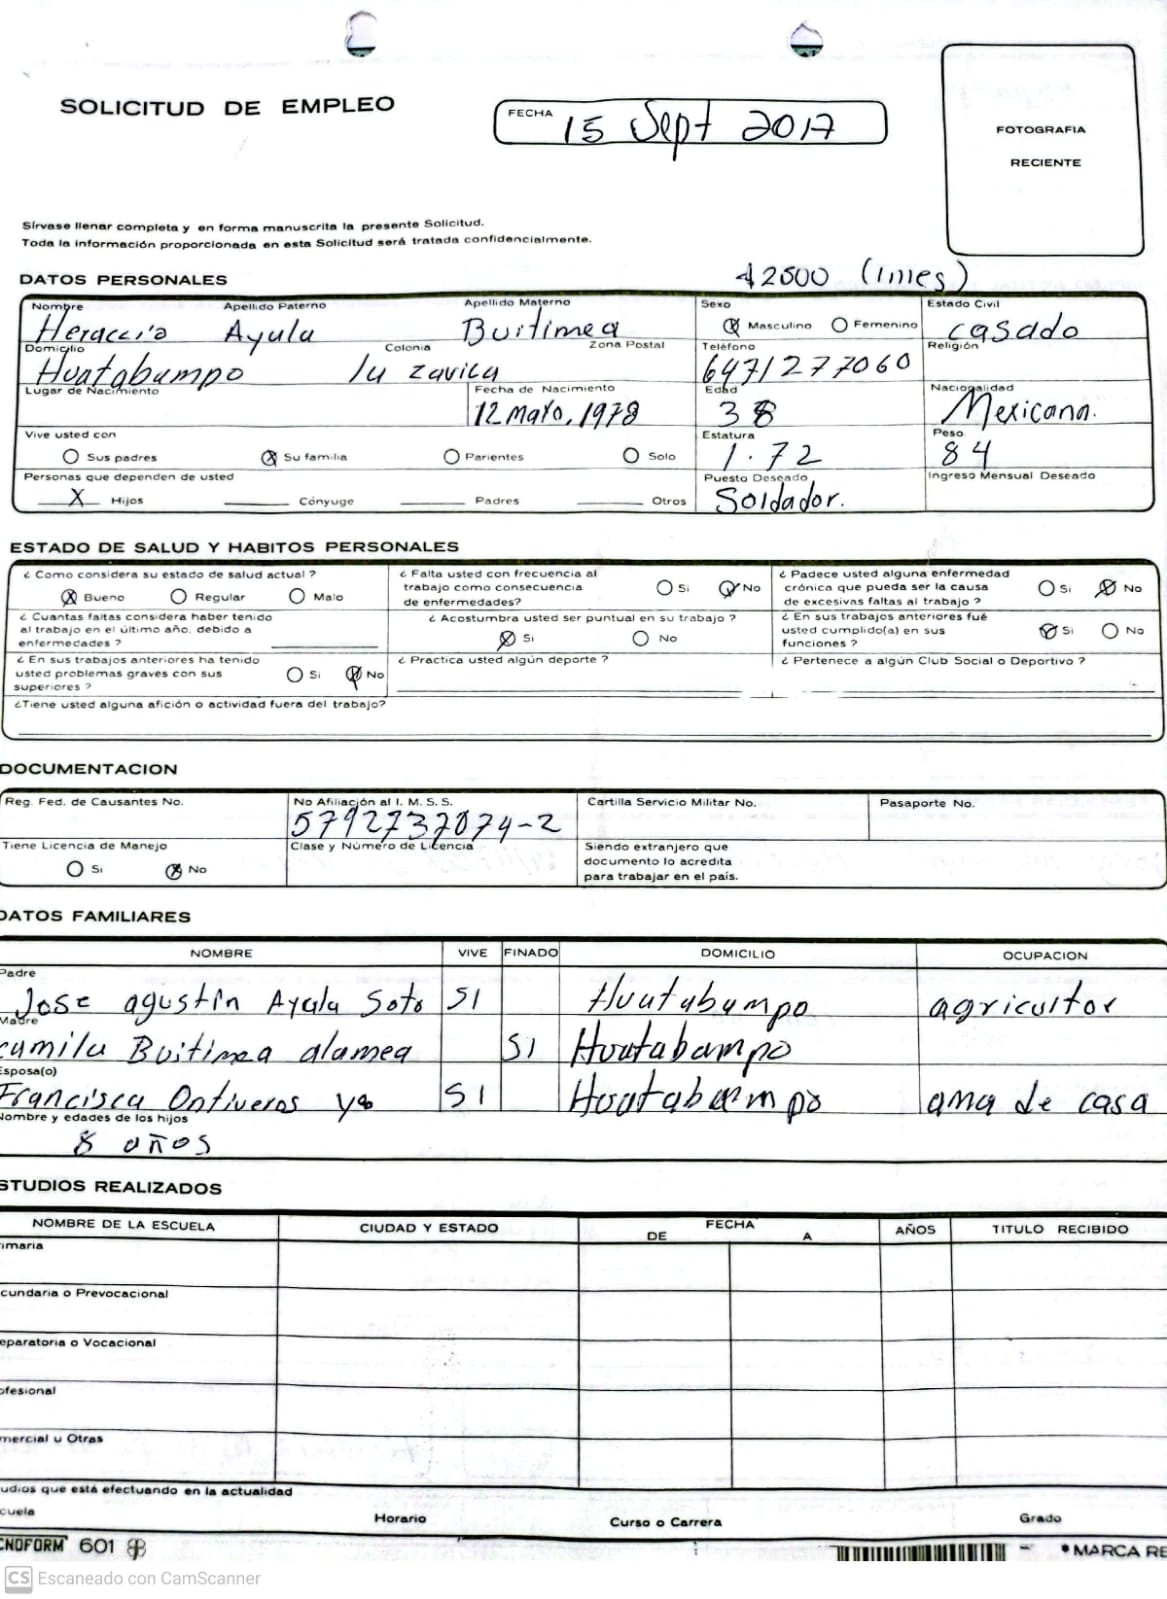 SOLICITUD DE EMPLEO
FECHA 15 Sept 2017
FOTOGRAFIA
RECIENTE
Sírvase llenar completa y en forma manuscrita la presente Solicitud.
Toda la información proporcionada en esta Solicitud será tratada confidencialmente.
DATOS PERSONALES
$2500 (1 mes)
Nombre Apellido Paterno Apellido Materno Sexo Estado Civil
Ayala Buitimea Masculino Femenino casado
Domicilio Colonia Zona Postal Teléfono Religión
Huatabampo la zavica 6471277060
Lugar de Nacimiento Fecha de Nacimiento Edad Nacionalidad
12 mayo, 1978 38 Mexicana.
Vive usted con Estatura Peso
Sus padres X Su familia Parientes Solo 1.72 84
Personas que dependen de usted Puesto Deseado Ingreso Mensual Deseado
X Hijos Cónyuge Padres Otros Soldador.
ESTADO DE SALUD Y HABITOS PERSONALES
¿ Como considera su estado de salud actual ?
X Bueno Regular Malo
¿ Falta usted con frecuencia al
trabajo como consecuencia
de enfermedades? Si No
¿ Padece usted alguna enfermedad
crónica que pueda ser la causa
de excesivas faltas al trabajo ? Si No
¿ Cuantas faltas considera haber tenido
al trabajo en el último año, debido a
enfermedades ?
¿ Acostumbra usted ser puntual en su trabajo ?
Si No
¿ En sus trabajos anteriores fué
usted cumplido(a) en sus
funciones ? Si No
¿ En sus trabajos anteriores ha tenido
usted problemas graves con sus
superiores ? Si No
¿ Practica usted algún deporte ?
¿ Pertenece a algún Club Social o Deportivo ?
¿Tiene usted alguna afición o actividad fuera del trabajo?
DOCUMENTACION
Reg. Fed. de Causantes No. No Afiliación al I. M. S. S. Cartilla Servicio Militar No. Pasaporte No.
5792737074-2
Tiene Licencia de Manejo Clase y Número de Licencia
Si X No
Siendo extranjero que
documento lo acredita
para trabajar en el país.
DATOS FAMILIARES
NOMBRE VIVE FINADO DOMICILIO OCUPACION
Padre
Jose agustin Ayala Soto SI Huatabampo agricultor
Madre
camila Buitimea alamea SI Huatabampo
Esposa(o)
Francisca Ontiveros SI Huatabampo ama de casa
Nombre y edades de los hijos
8 años
STUDIOS REALIZADOS
NOMBRE DE LA ESCUELA CIUDAD Y ESTADO FECHA AÑOS TITULO RECIBIDO
DE A
imaria
cundaria o Prevocacional
eparatoria o Vocacional
ofesional
mercial u Otras
udios que está efectuando en la actualidad
cuela Horario Curso o Carrera Grado
CNOFORM 601 *MARCA RE
CS Escaneado con CamScanner